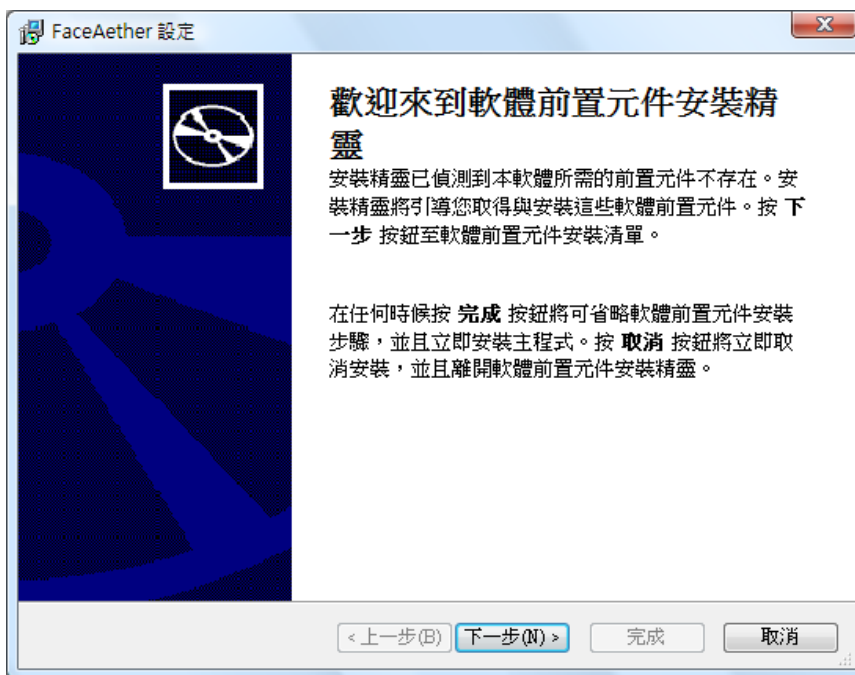 FaceAether 設定
歡迎來到軟體前置元件安裝精
靈
安裝精靈已偵測到本軟體所需的前置元件不存在。安
裝精靈將引導您取得與安裝這些軟體前置元件。按 下
一步 按鈕至軟體前置元件安裝清單。
在任何時候按 完成 按鈕將可省略軟體前置元件安裝
步驟，並且立即安裝主程式。按 取消 按鈕將立即取
消安裝，並且離開軟體前置元件安裝精靈。
< 上一步(B) 下一步(N) > 完成 取消